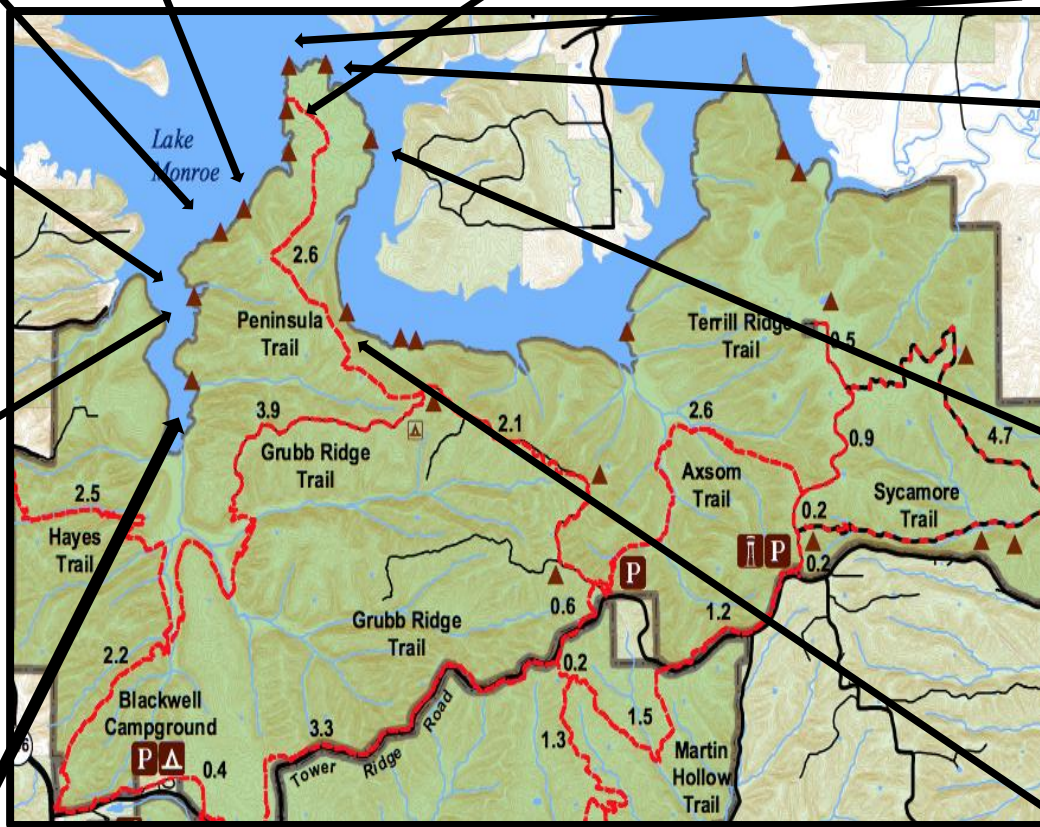 Lake
Monroe
2.6
Peninsula
Trail
Terrill Ridge
Trail
0.5
3.9
2.1
2.6
0.9
4.7
Grubb Ridge
Trail
Axsom
Trail
2.5
Hayes
Trail
0.2
Sycamore
Trail
P
P
0.2
0.6
1.2
Grubb Ridge
Trail
2.2
0.2
Blackwell
Campground
P
3.3
Tower Ridge Road
1.5
1.3
0.4
Martin
Hollow
Trail